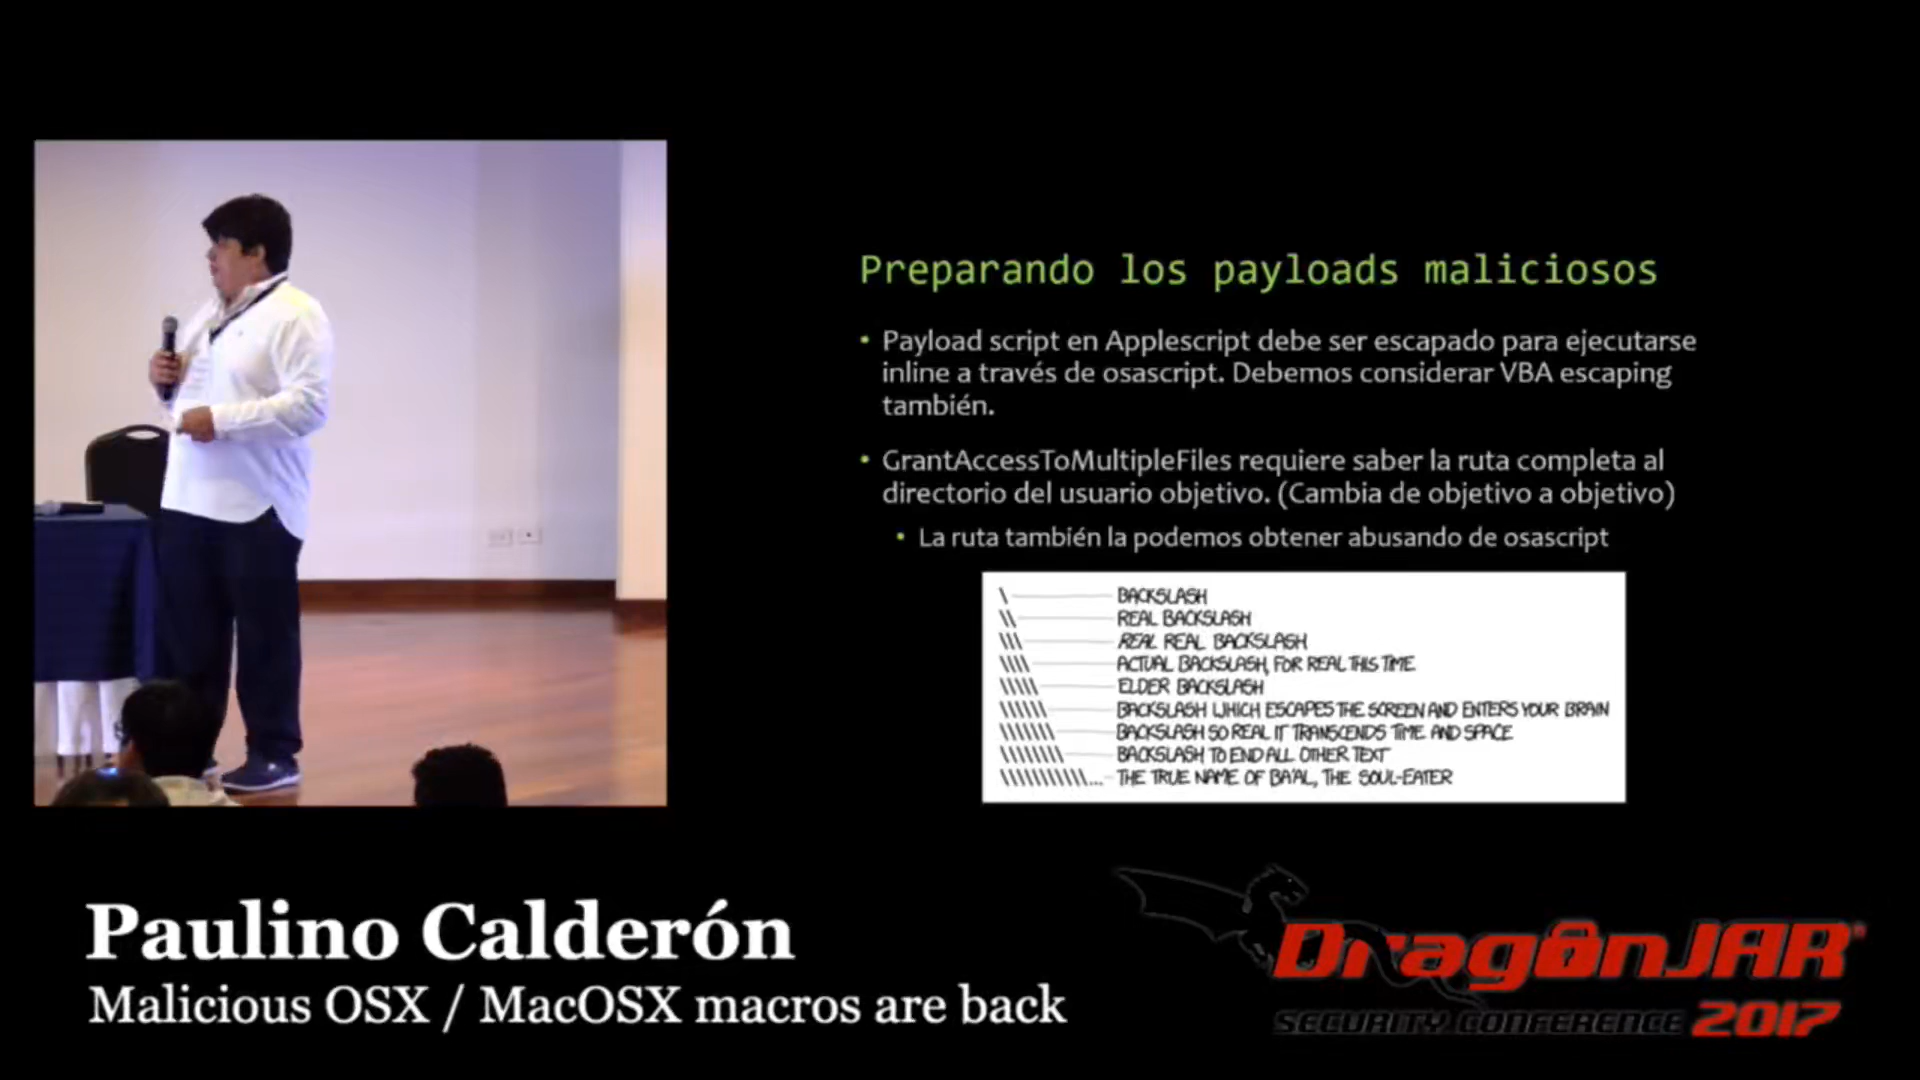 Preparando los payloads maliciosos
• Payload script en Applescript debe ser escapado para ejecutarse
inline a través de osascript. Debemos considerar VBA escaping
también.
• GrantAccessToMultipleFiles requiere saber la ruta completa al
directorio del usuario objetivo. (Cambia de objetivo a objetivo)
• La ruta también la podemos obtener abusando de osascript
\ BACKSLASH
\\ REAL BACKSLASH
\\\ REAL REAL BACKSLASH
\\\\ ACTUAL BACKSLASH, FOR REAL THIS TIME
\\\\\ ELDER BACKSLASH
\\\\\\ BACKSLASH WHICH ESCAPES THE SCREEN AND ENTERS YOUR BRAIN
\\\\\\\ BACKSLASH SO REAL IT TRANSCENDS TIME AND SPACE
\\\\\\\\ BACKSLASH TO END ALL OTHER TEXT
\\\\\\\\\\\... THE TRUE NAME OF BA'AL, THE SOUL-EATER
Paulino Calderón
Malicious OSX / MacOSX macros are back
DragonJAR
SECURITY CONFERENCE 2017